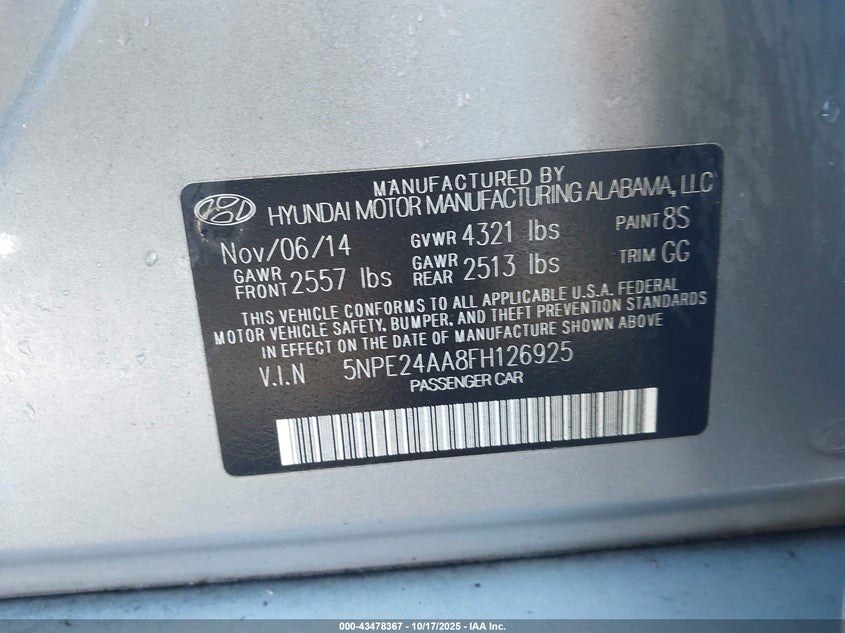 MANUFACTURED BY
HYUNDAI MOTOR MANUFACTURING ALABAMA, LLC
Nov/06/14 GVWR 4321 lbs PAINT 8S
GAWR FRONT 2557 lbs GAWR REAR 2513 lbs TRIM GG
THIS VEHICLE CONFORMS TO ALL APPLICABLE U.S.A. FEDERAL
MOTOR VEHICLE SAFETY, BUMPER, AND THEFT PREVENTION STANDARDS
IN EFFECT ON THE DATE OF MANUFACTURE SHOWN ABOVE
V.I.N 5NPE24AA8FH126925
PASSENGER CAR
000-43478367 - 10/17/2025 - IAA Inc.